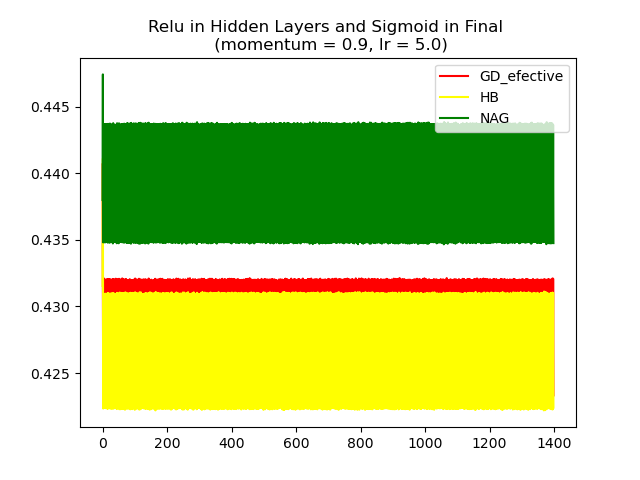 Relu in Hidden Layers and Sigmoid in Final
(momentum = 0.9, lr = 5.0)
GD_efective
HB
NAG
0.445
0.440
0.435
0.430
0.425
0 200 400 600 800 1000 1200 1400